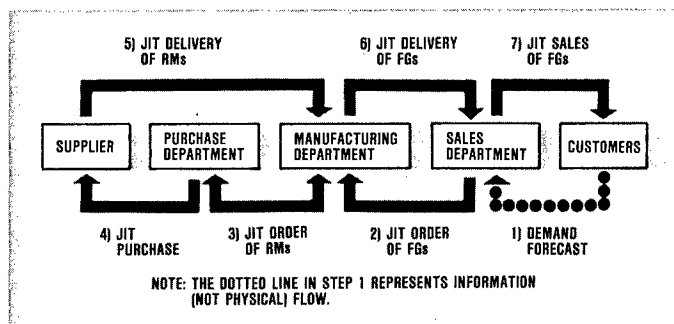 5) JIT DELIVERY
OF RMs
6) JIT DELIVERY
OF FGs
7) JIT SALES
OF FGs
SUPPLIER
PURCHASE
DEPARTMENT
MANUFACTURING
DEPARTMENT
SALES
DEPARTMENT
CUSTOMERS
4) JIT
PURCHASE
3) JIT ORDER
OF RMs
2) JIT ORDER
OF FGs
1) DEMAND
FORECAST
NOTE: THE DOTTED LINE IN STEP 1 REPRESENTS INFORMATION
(NOT PHYSICAL) FLOW.